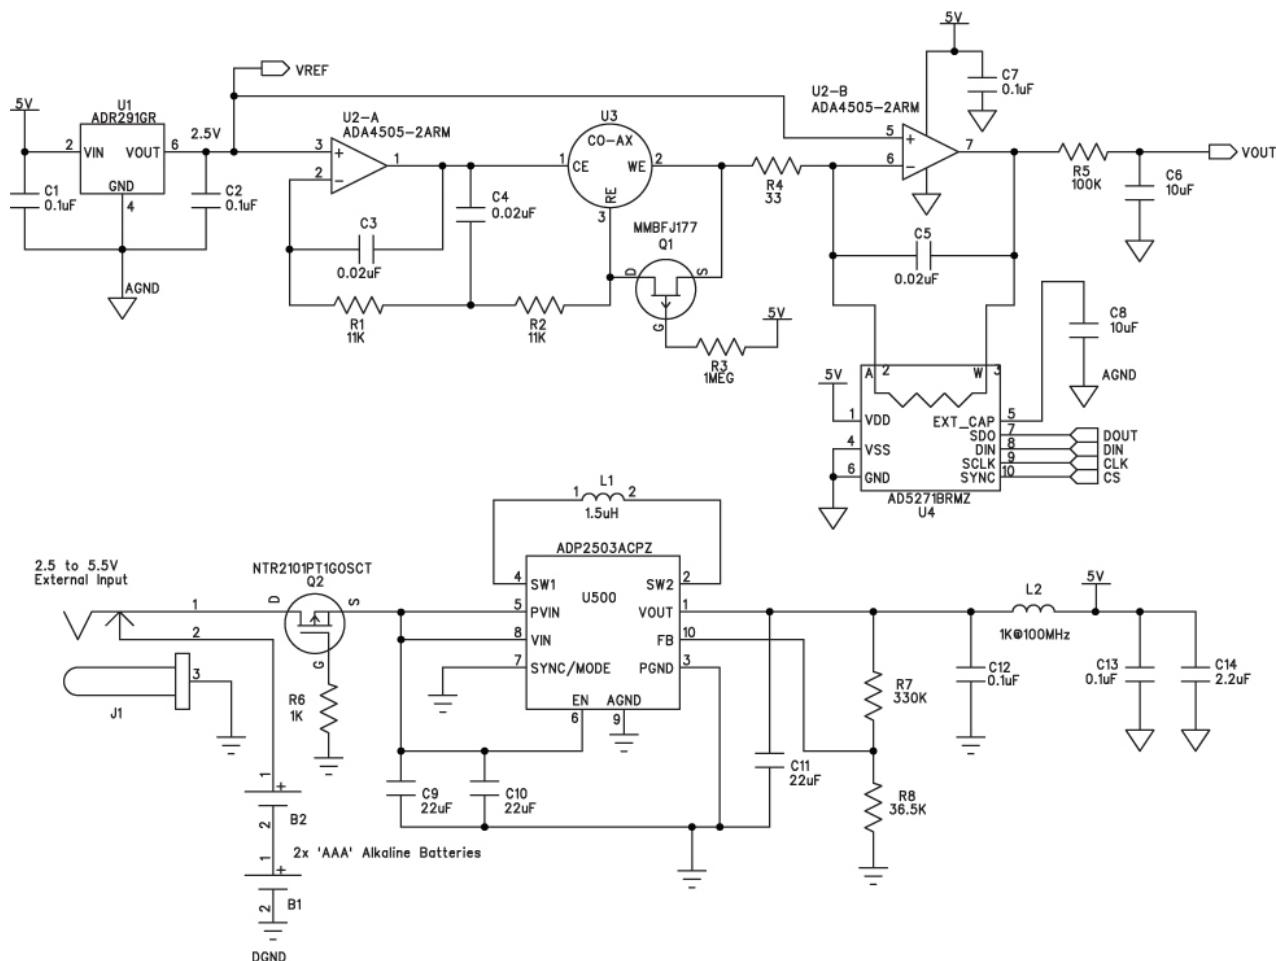 5V
VREF
5V
C7
0.1uF
U1
ADR291GR
2.5V
U2-A
ADA4505-2ARM
U3
CO-AX
U2-B
ADA4505-2ARM
2 VIN VOUT 6
GND
4
3 +
2 −
1
1 CE WE 2
RE
3
5 +
6 −
7
VOUT
C1
0.1uF
C2
0.1uF
C4
0.02uF
R4
33
R5
100K
C6
10uF
C3
0.02uF
MMBFJ177
Q1
D S
G
C5
0.02uF
AGND
R1
11K
R2
11K
5V
R3
1MEG
C8
10uF
AGND
5V
A 2 W 3
1 VDD
4 VSS
6 GND
EXT_CAP 5
SDO 7 DOUT
DIN 8 DIN
SCLK 9 CLK
SYNC 10 CS
AD5271BRMZ
U4
L1
1 2
1.5uH
ADP2503ACPZ
U500
4 SW1 SW2 2
5 PVIN VOUT 1
8 VIN FB 10
7 SYNC/MODE PGND 3
EN AGND
6 9
2.5 to 5.5V
External Input
NTR2101PT1GOSCT
Q2
D S
G
1
2
3
J1
R6
1K
C9
22uF
C10
22uF
C11
22uF
R7
330K
R8
36.5K
L2
1K@100MHz
5V
C12
0.1uF
C13
0.1uF
C14
2.2uF
1 +
B2
2
2x 'AAA' Alkaline Batteries
1 +
B1
2
DGND